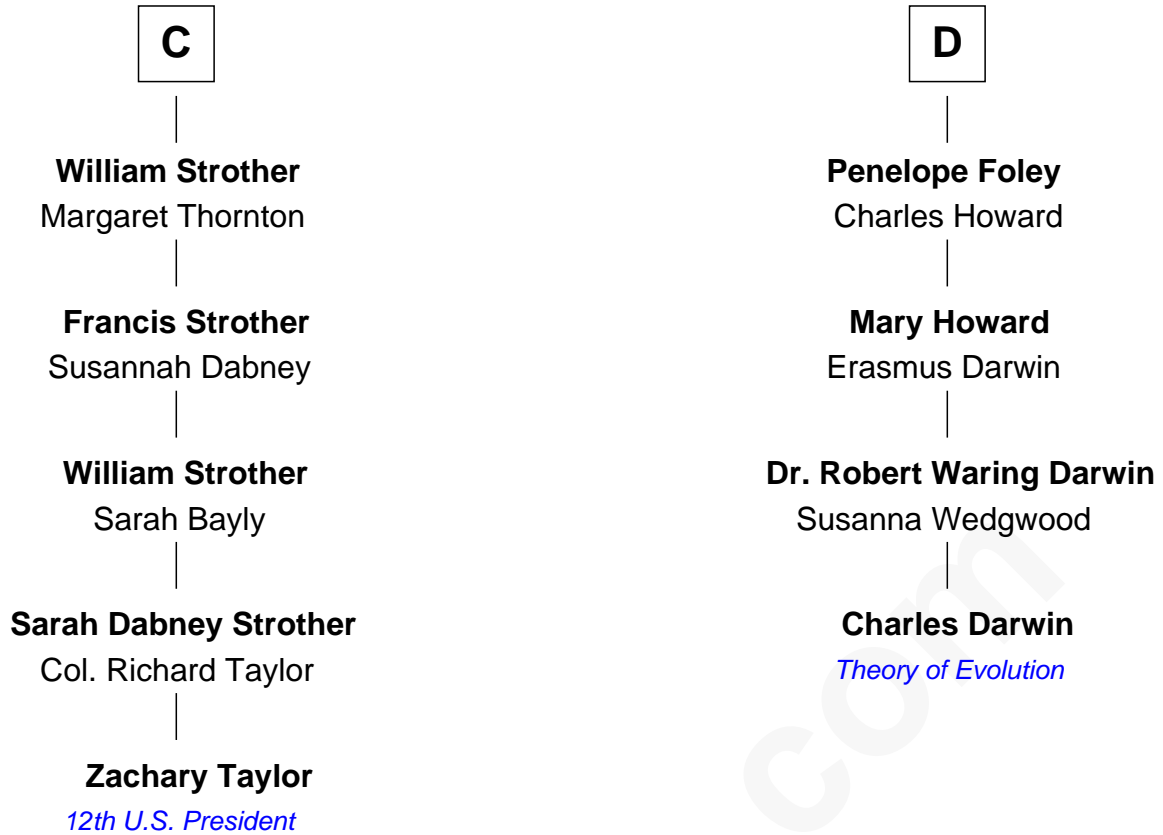 C
William Strother
Margaret Thornton
Francis Strother
Susannah Dabney
William Strother
Sarah Bayly
Sarah Dabney Strother
Col. Richard Taylor
Zachary Taylor
12th U.S. President
D
Penelope Foley
Charles Howard
Mary Howard
Erasmus Darwin
Dr. Robert Waring Darwin
Susanna Wedgwood
Charles Darwin
Theory of Evolution
com